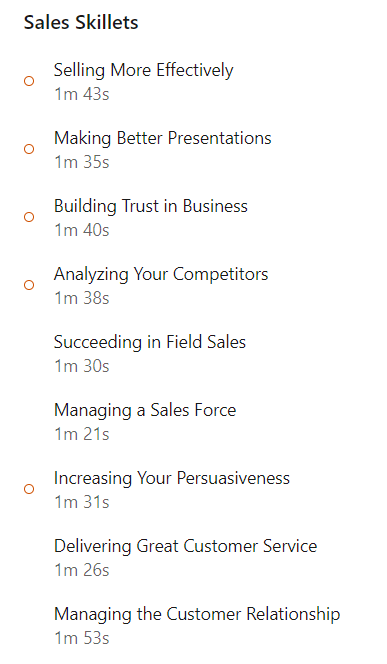 Sales Skillets
Selling More Effectively
1m 43s
Making Better Presentations
1m 35s
Building Trust in Business
1m 40s
Analyzing Your Competitors
1m 38s
Succeeding in Field Sales
1m 30s
Managing a Sales Force
1m 21s
Increasing Your Persuasiveness
1m 31s
Delivering Great Customer Service
1m 26s
Managing the Customer Relationship
1m 53s